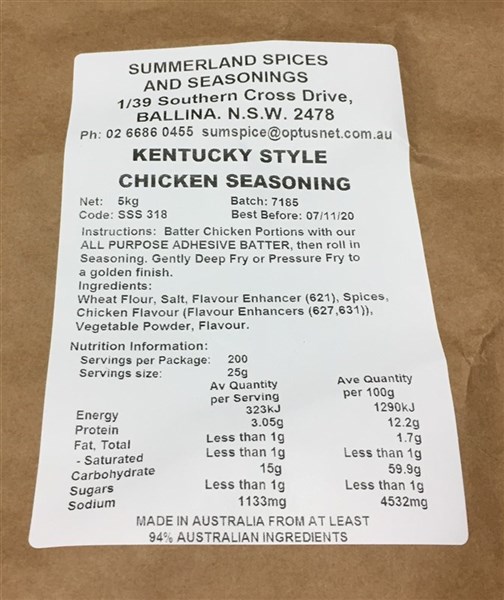 SUMMERLAND SPICES
AND SEASONINGS
1/39 Southern Cross Drive,
BALLINA. N.S.W. 2478
Ph: 02 6686 0455 sumspice@optusnet.com.au
KENTUCKY STYLE
CHICKEN SEASONING
Net: 5kg Batch: 7185
Code: SSS 318 Best Before: 07/11/20
Instructions: Batter Chicken Portions with our
ALL PURPOSE ADHESIVE BATTER, then roll in
Seasoning. Gently Deep Fry or Pressure Fry to
a golden finish.
Ingredients:
Wheat Flour, Salt, Flavour Enhancer (621), Spices,
Chicken Flavour (Flavour Enhancers (627,631)),
Vegetable Powder, Flavour.
Nutrition Information:
Servings per Package: 200
Servings size: 25g
Av Quantity Ave Quantity
per Serving per 100g
Energy 323kJ 1290kJ
Protein 3.05g 12.2g
Fat, Total Less than 1g 1.7g
- Saturated Less than 1g Less than 1g
Carbohydrate 15g 59.9g
Sugars Less than 1g Less than 1g
Sodium 1133mg 4532mg
MADE IN AUSTRALIA FROM AT LEAST
94% AUSTRALIAN INGREDIENTS